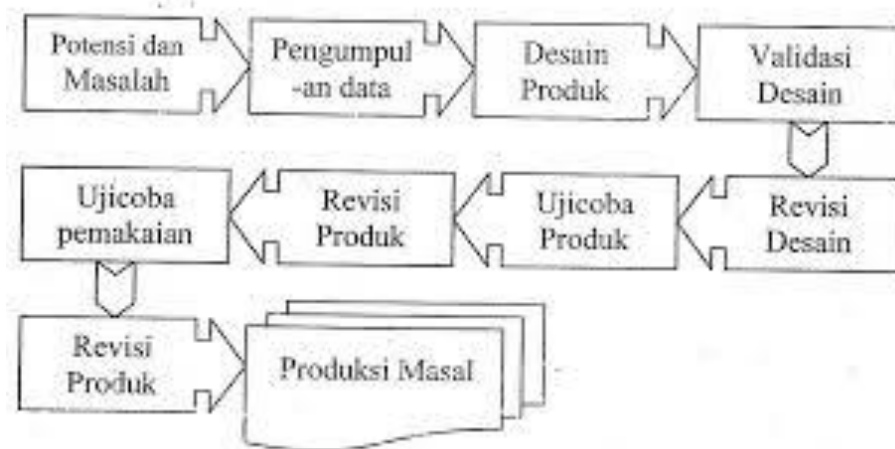 Potensi dan
Masalah
Pengumpul
-an data
Desain
Produk
Validasi
Desain
Revisi
Desain
Ujicoba
Produk
Revisi
Produk
Ujicoba
pemakaian
Revisi
Produk
Produksi Masal